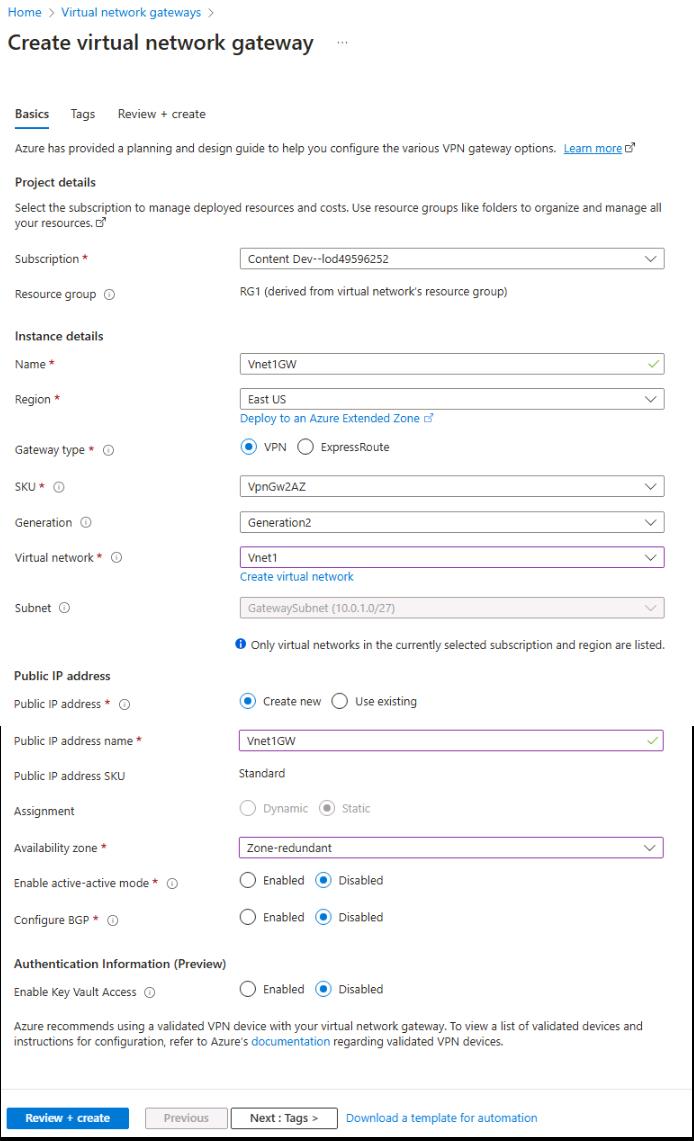 Home > Virtual network gateways >
Create virtual network gateway ...
Basics Tags Review + create
Azure has provided a planning and design guide to help you configure the various VPN gateway options. Learn more
Project details
Select the subscription to manage deployed resources and costs. Use resource groups like folders to organize and manage all
your resources.
Subscription * Content Dev--lod49596252
Resource group RG1 (derived from virtual network's resource group)
Instance details
Name * Vnet1GW
Region * East US
Deploy to an Azure Extended Zone
Gateway type * VPN ExpressRoute
SKU * VpnGw2AZ
Generation Generation2
Virtual network * Vnet1
Create virtual network
Subnet GatewaySubnet (10.0.1.0/27)
Only virtual networks in the currently selected subscription and region are listed.
Public IP address
Public IP address * Create new Use existing
Public IP address name * Vnet1GW
Public IP address SKU Standard
Assignment Dynamic Static
Availability zone * Zone-redundant
Enable active-active mode * Enabled Disabled
Configure BGP * Enabled Disabled
Authentication Information (Preview)
Enable Key Vault Access Enabled Disabled
Azure recommends using a validated VPN device with your virtual network gateway. To view a list of validated devices and
instructions for configuration, refer to Azure's documentation regarding validated VPN devices.
Review + create Previous Next : Tags > Download a template for automation